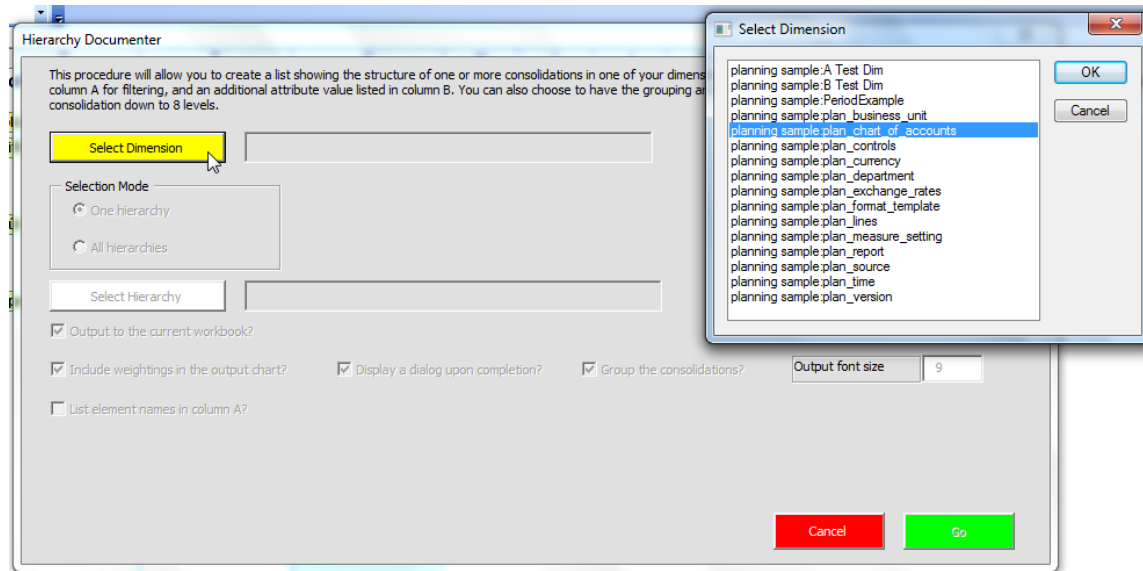 Hierarchy Documenter
This procedure will allow you to create a list showing the structure of one or more consolidations in one of your
column A for filtering, and an additional attribute value listed in column B. You can also choose to have the grouping
consolidation down to 8 levels.
Select Dimension
Selection Mode
One hierarchy
All hierarchies
Select Hierarchy
Output to the current workbook?
Include weightings in the output chart?
Display a dialog upon completion?
Group the consolidations?
Output font size
9
List element names in column A?
Cancel
Go
Select Dimension
planning sample:A Test Dim
planning sample:B Test Dim
planning sample:PeriodExample
planning sample:plan_business_unit
planning sample:plan_chart_of_accounts
planning sample:plan_controls
planning sample:plan_currency
planning sample:plan_department
planning sample:plan_exchange_rates
planning sample:plan_format_template
planning sample:plan_lines
planning sample:plan_measure_setting
planning sample:plan_report
planning sample:plan_source
planning sample:plan_time
planning sample:plan_version
OK
Cancel